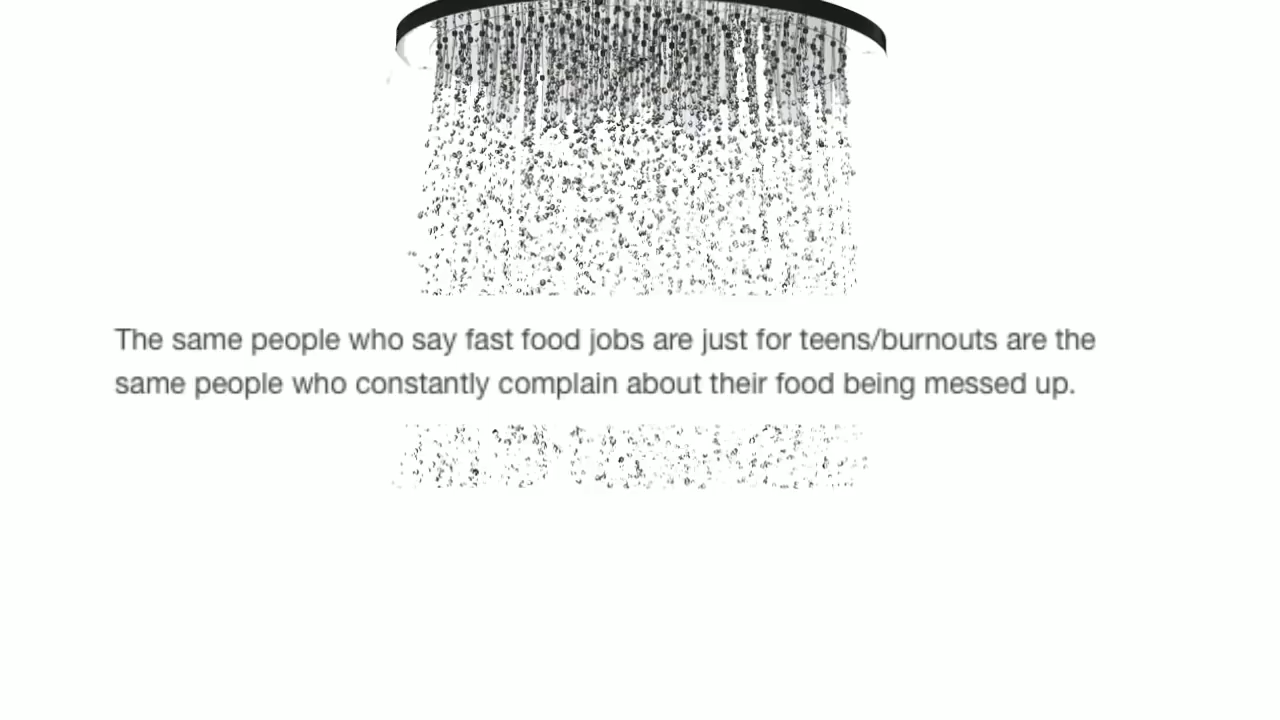 The same people who say fast food jobs are just for teens/burnouts are the
same people who constantly complain about their food being messed up.